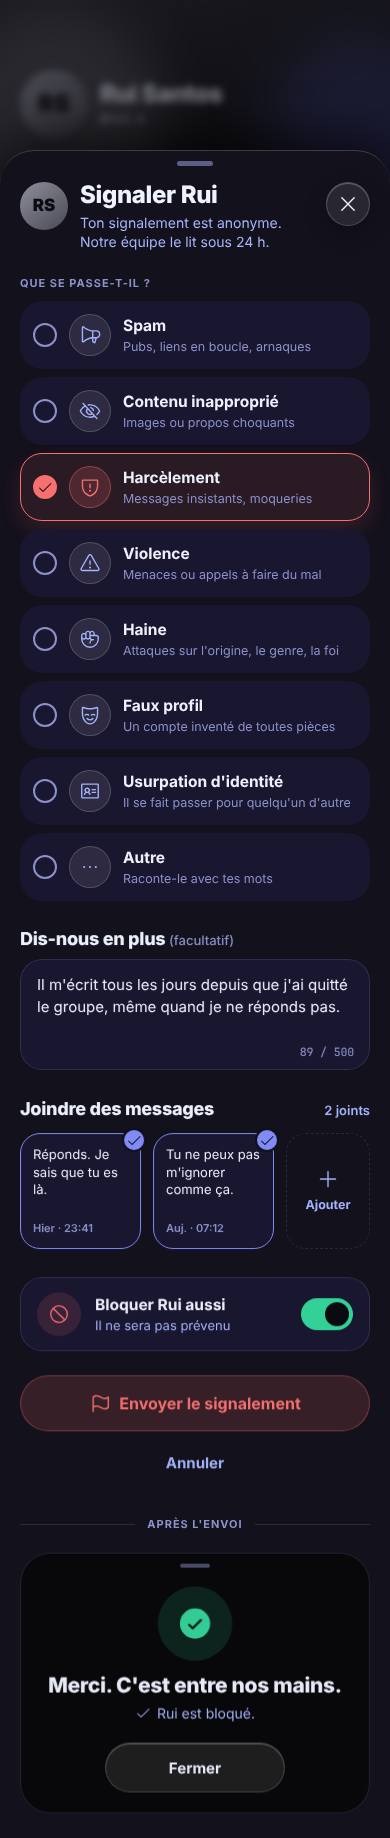 Rui Santos
RS
Signaler Rui
Ton signalement est anonyme.
Notre équipe le lit sous 24 h.
QUE SE PASSE-T-IL ?
Spam
Pubs, liens en boucle, arnaques
Contenu inapproprié
Images ou propos choquants
Harcèlement
Messages insistants, moqueries
Violence
Menaces ou appels à faire du mal
Haine
Attaques sur l'origine, le genre, la foi
Faux profil
Un compte inventé de toutes pièces
Usurpation d'identité
Il se fait passer pour quelqu'un d'autre
Autre
Raconte-le avec tes mots
Dis-nous en plus (facultatif)
Il m'écrit tous les jours depuis que j'ai quitté
le groupe, même quand je ne réponds pas.
89 / 500
Joindre des messages
2 joints
Réponds. Je
sais que tu es
là.
Hier · 23:41
Tu ne peux pas
m'ignorer
comme ça.
Auj. · 07:12
Ajouter
Bloquer Rui aussi
Il ne sera pas prévenu
Envoyer le signalement
Annuler
APRÈS L'ENVOI
Merci. C'est entre nos mains.
Rui est bloqué.
Fermer